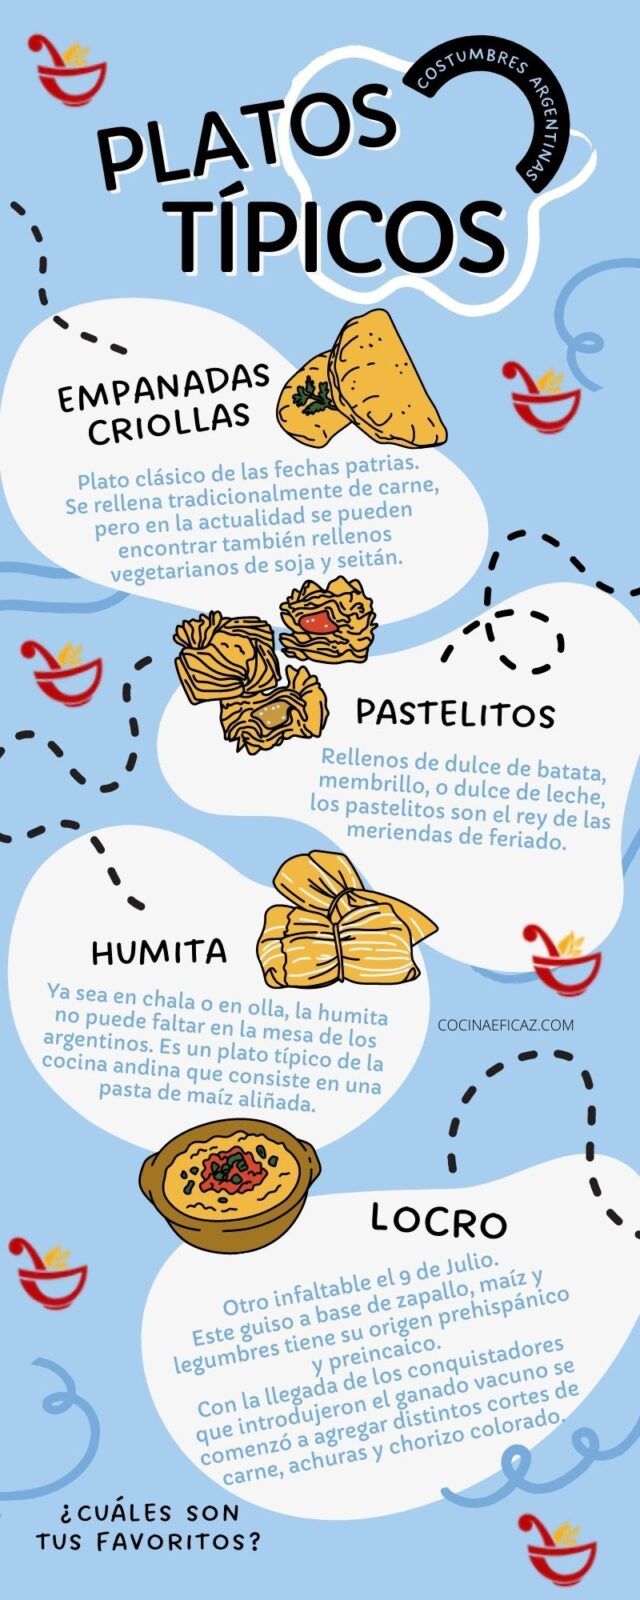 COSTUMBRES ARGENTINAS
PLATOS
TÍPICOS
EMPANADAS
CRIOLLAS
Plato clásico de las fechas patrias.
Se rellena tradicionalmente de carne,
pero en la actualidad se pueden
encontrar también rellenos
vegetarianos de soja y seitán.
PASTELITOS
Rellenos de dulce de batata,
membrillo, o dulce de leche,
los pastelitos son el rey de las
meriendas de feriado.
HUMITA
Ya sea en chala o en olla, la humita
no puede faltar en la mesa de los
argentinos. Es un plato típico de la
cocina andina que consiste en una
pasta de maíz aliñada.
COCINAEFICAZ.COM
LOCRO
Otro infaltable el 9 de Julio.
Este guiso a base de zapallo, maíz y
legumbres tiene su origen prehispánico
y preincaico.
Con la llegada de los conquistadores
que introdujeron el ganado vacuno se
comenzó a agregar distintos cortes de
carne, achuras y chorizo colorado.
¿CUÁLES SON
TUS FAVORITOS?